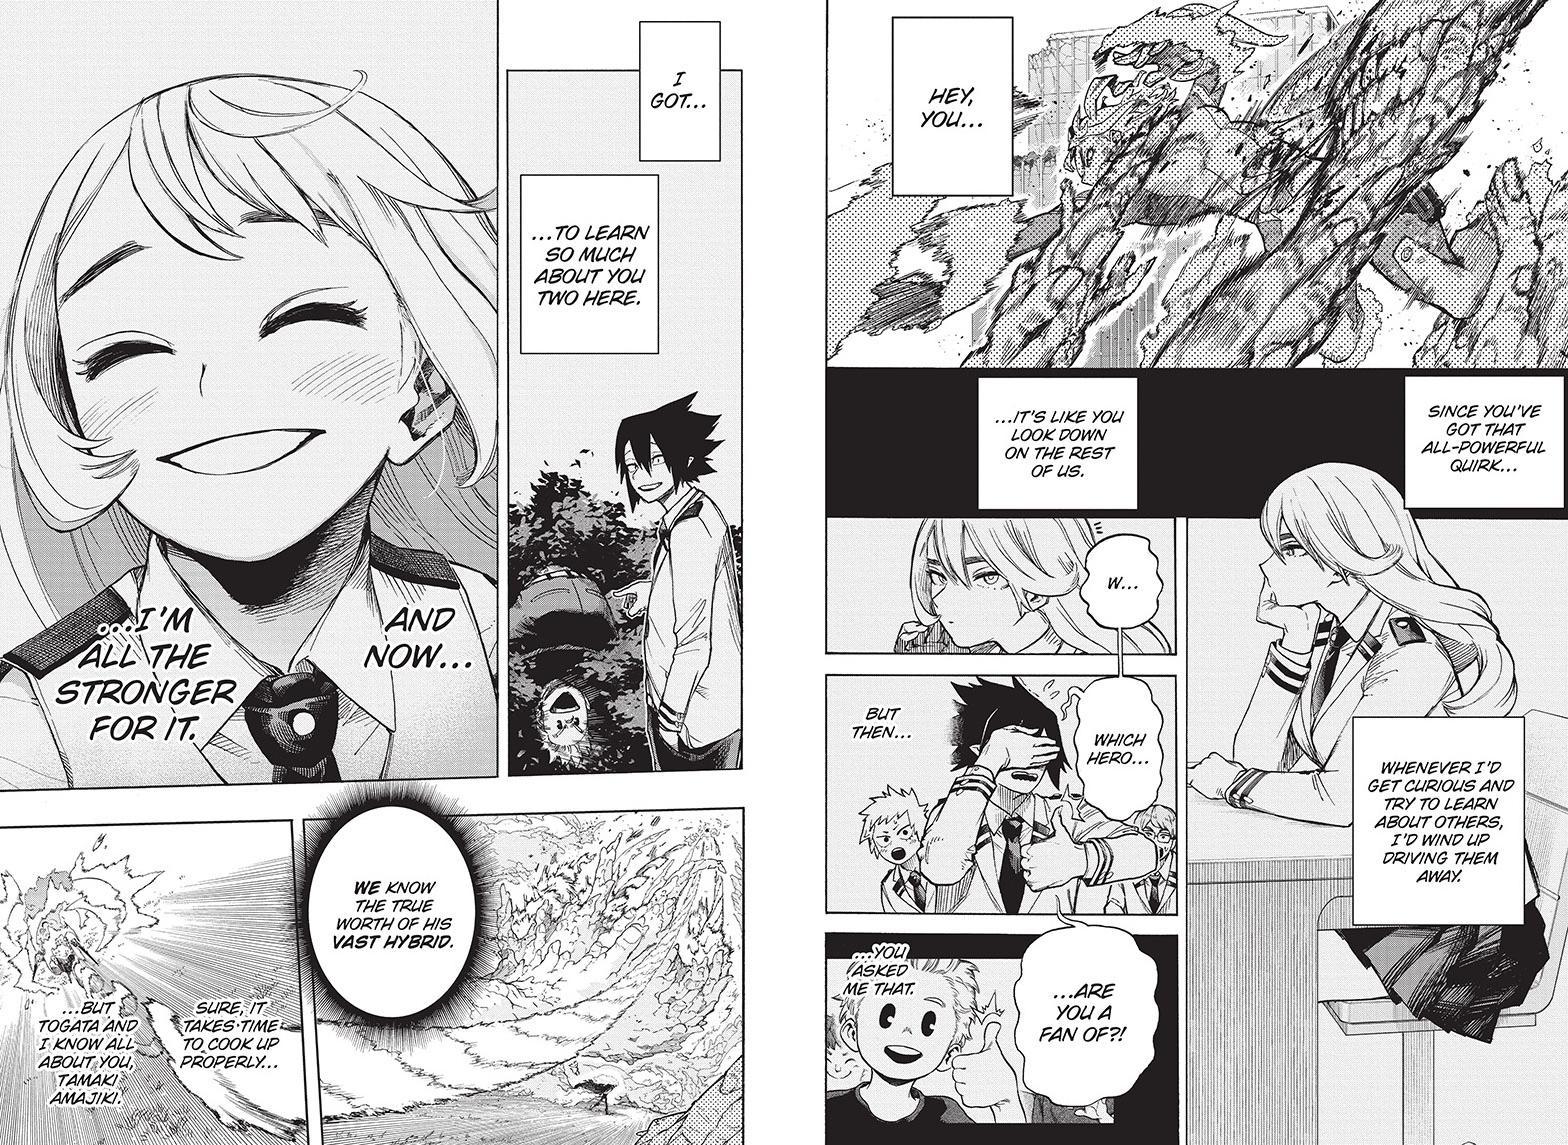 HEY,
YOU...
SINCE YOU'VE
GOT THAT
ALL-POWERFUL
QUIRK...
...IT'S LIKE YOU
LOOK DOWN
ON THE REST
OF US.
WHENEVER I'D
GET CURIOUS AND
TRY TO LEARN
ABOUT OTHERS,
I'D WIND UP
DRIVING THEM
AWAY.
W...
BUT
THEN...
WHICH
HERO...
...ARE
YOU A
FAN OF?!
...YOU
ASKED
ME THAT.
I
GOT...
...TO LEARN
SO MUCH
ABOUT YOU
TWO HERE.
AND
NOW...
...I'M
ALL THE
STRONGER
FOR IT.
WE KNOW
THE TRUE
WORTH OF HIS
VAST HYBRID.
SURE, IT
TAKES TIME
TO COOK UP
PROPERLY...
...BUT
TOGATA AND
I KNOW ALL
ABOUT YOU,
TAMAKI
AMAJIKI.